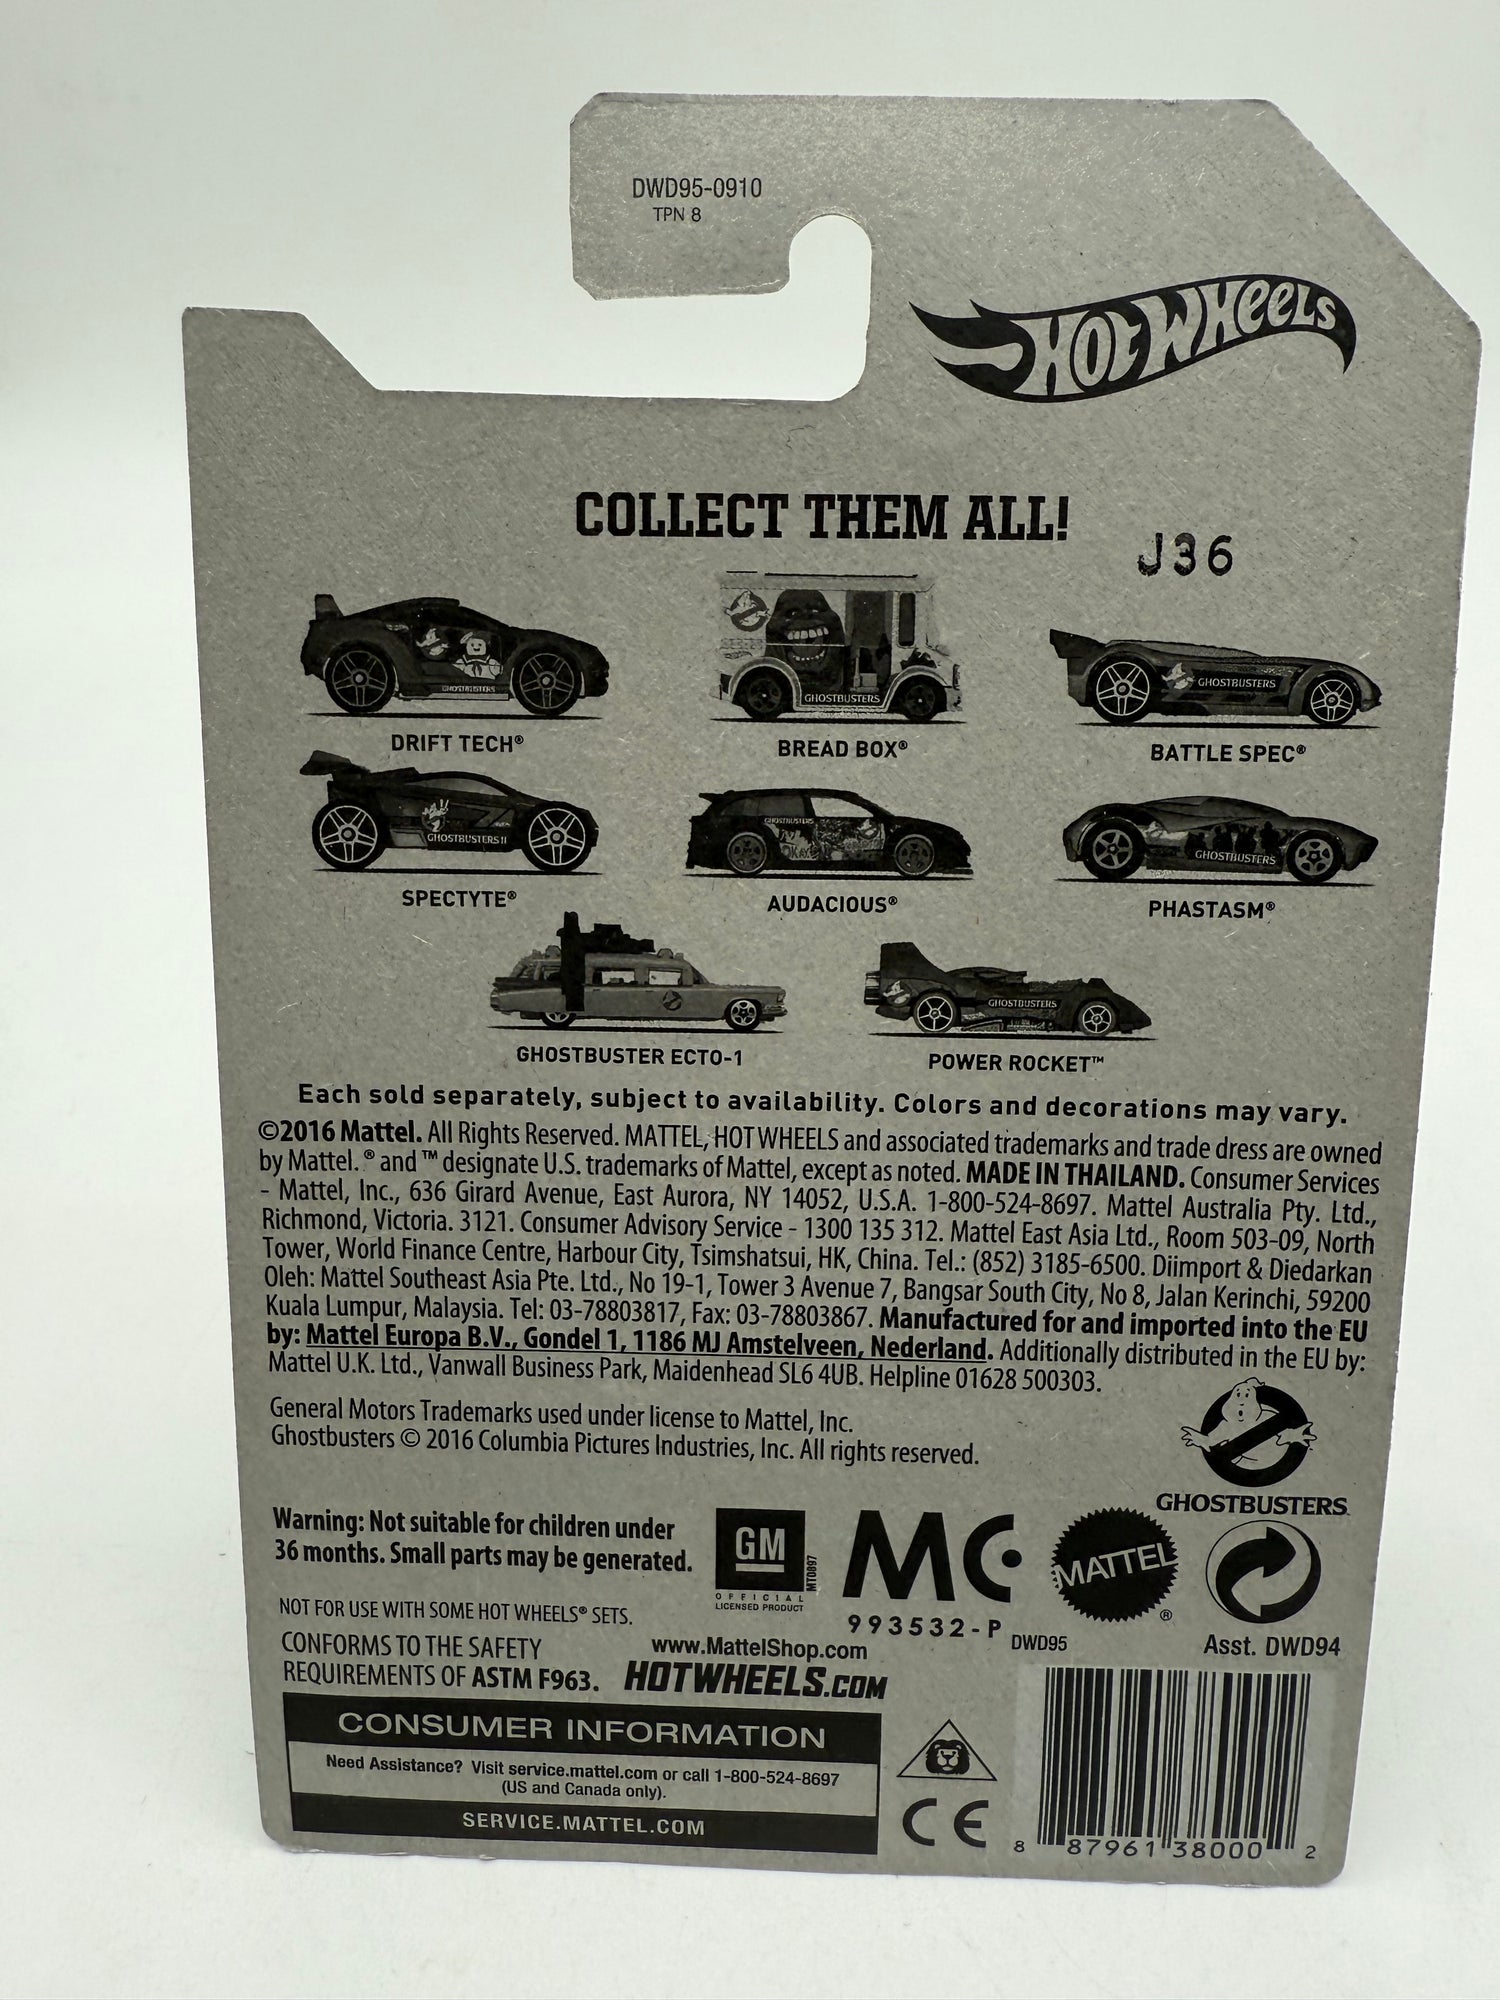 DWD95-0910
TPN 8
HOT WHEELS
COLLECT THEM ALL!
J36
GHOSTBUSTERS
GHOSTBUSTERS
GHOSTBUSTERS
DRIFT TECH®
BREAD BOX®
BATTLE SPEC®
GHOSTBUSTERS II
GHOSTBUSTERS
GHOSTBUSTERS
SPECTYTE®
AUDACIOUS®
PHASTASM®
GHOSTBUSTERS
GHOSTBUSTER ECTO-1
POWER ROCKET™
Each sold separately, subject to availability. Colors and decorations may vary.
©2016 Mattel. All Rights Reserved. MATTEL, HOT WHEELS and associated trademarks and trade dress are owned
by Mattel. ® and ™ designate U.S. trademarks of Mattel, except as noted. MADE IN THAILAND. Consumer Services
- Mattel, Inc., 636 Girard Avenue, East Aurora, NY 14052, U.S.A. 1-800-524-8697. Mattel Australia Pty. Ltd.,
Richmond, Victoria. 3121. Consumer Advisory Service - 1300 135 312. Mattel East Asia Ltd., Room 503-09, North
Tower, World Finance Centre, Harbour City, Tsimshatsui, HK, China. Tel.: (852) 3185-6500. Diimport & Diedarkan
Oleh: Mattel Southeast Asia Pte. Ltd., No 19-1, Tower 3 Avenue 7, Bangsar South City, No 8, Jalan Kerinchi, 59200
Kuala Lumpur, Malaysia. Tel: 03-78803817, Fax: 03-78803867. Manufactured for and imported into the EU
by: Mattel Europa B.V., Gondel 1, 1186 MJ Amstelveen, Nederland. Additionally distributed in the EU by:
Mattel U.K. Ltd., Vanwall Business Park, Maidenhead SL6 4UB. Helpline 01628 500303.
General Motors Trademarks used under license to Mattel, Inc.
Ghostbusters © 2016 Columbia Pictures Industries, Inc. All rights reserved.
GHOSTBUSTERS
Warning: Not suitable for children under
36 months. Small parts may be generated.
GM
MT0897
OFFICIAL
LICENSED PRODUCT
MC
993532-P
MATTEL®
DWD95
Asst. DWD94
NOT FOR USE WITH SOME HOT WHEELS® SETS.
CONFORMS TO THE SAFETY
REQUIREMENTS OF ASTM F963.
www.MattelShop.com
HOTWHEELS.COM
CONSUMER INFORMATION
Need Assistance? Visit service.mattel.com or call 1-800-524-8697
(US and Canada only).
SERVICE.MATTEL.COM
CE
8 87961 38000 2